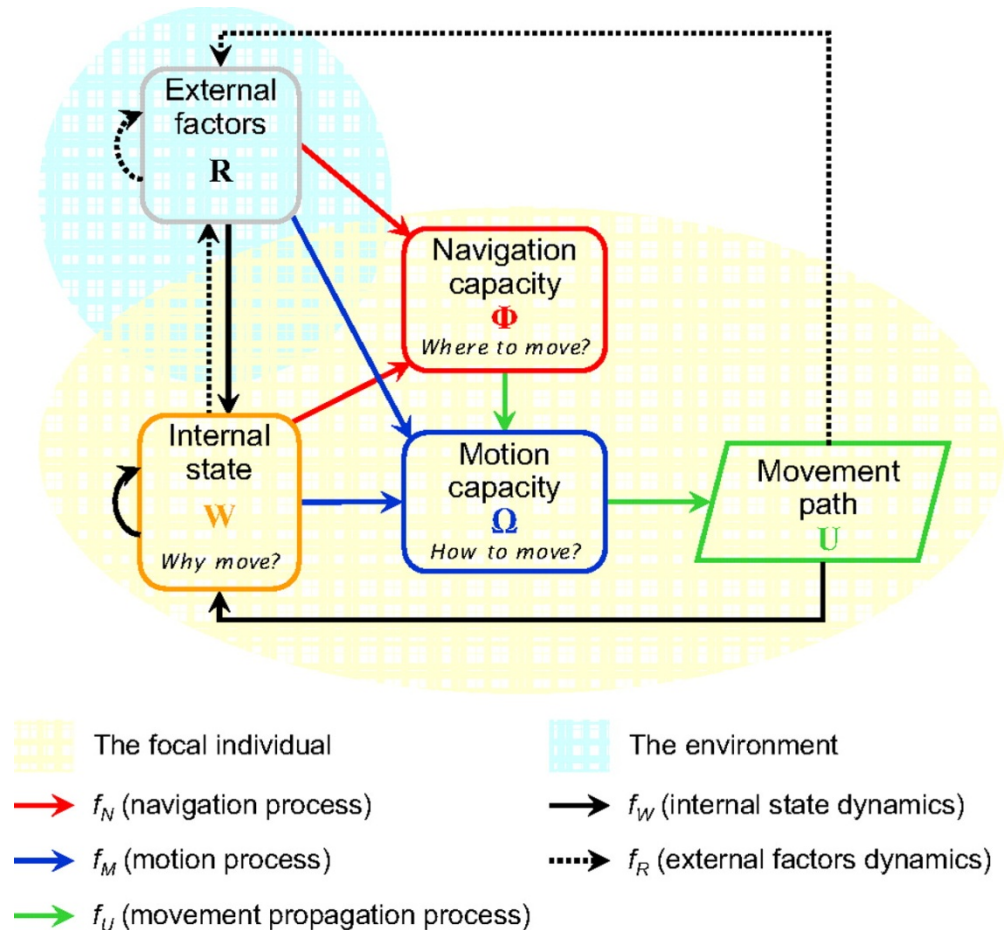 External
factors
R
Navigation
capacity
Φ
Where to move?
Internal
state
W
Why move?
Motion
capacity
Ω
How to move?
Movement
path
U
The focal individual
The environment
f_N (navigation process)
f_W (internal state dynamics)
f_M (motion process)
f_R (external factors dynamics)
f_U (movement propagation process)